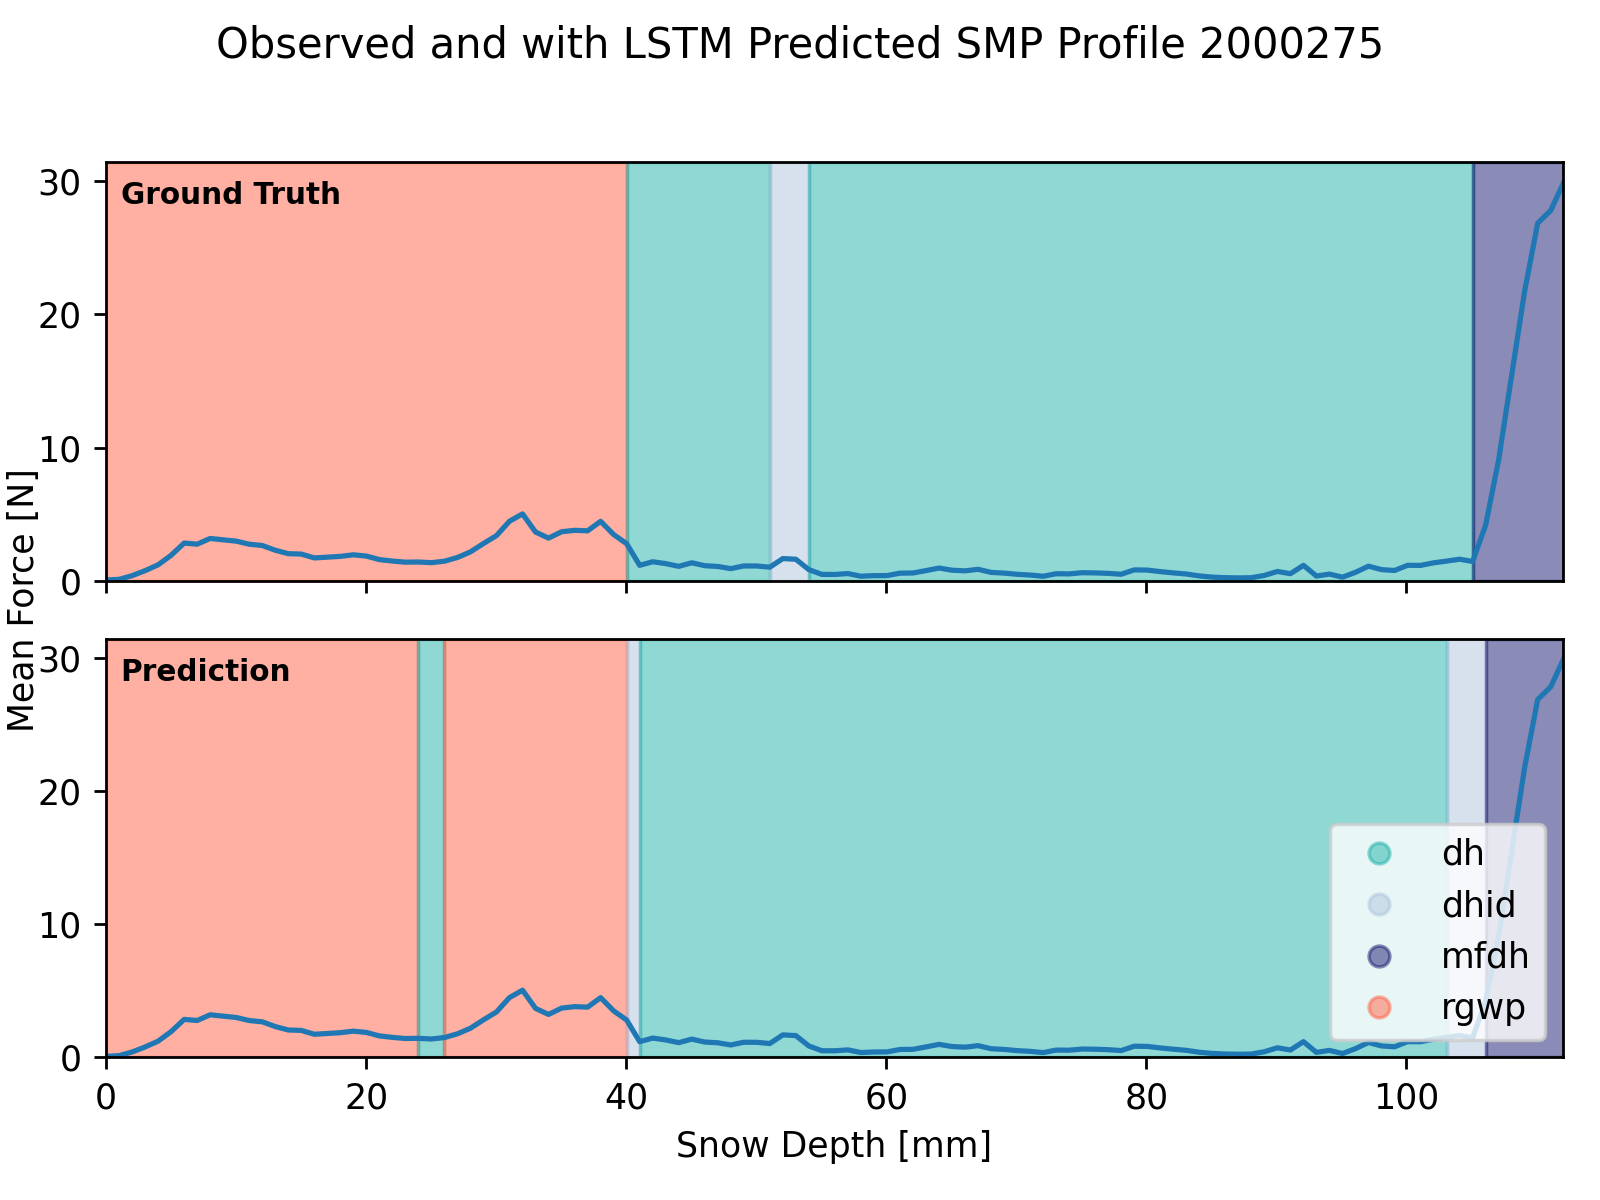 Observed and with LSTM Predicted SMP Profile 2000275
Ground Truth
30
20
10
0
Mean Force [N]
Prediction
30
20
10
0
dh
dhid
mfdh
rgwp
0 20 40 60 80 100
Snow Depth [mm]